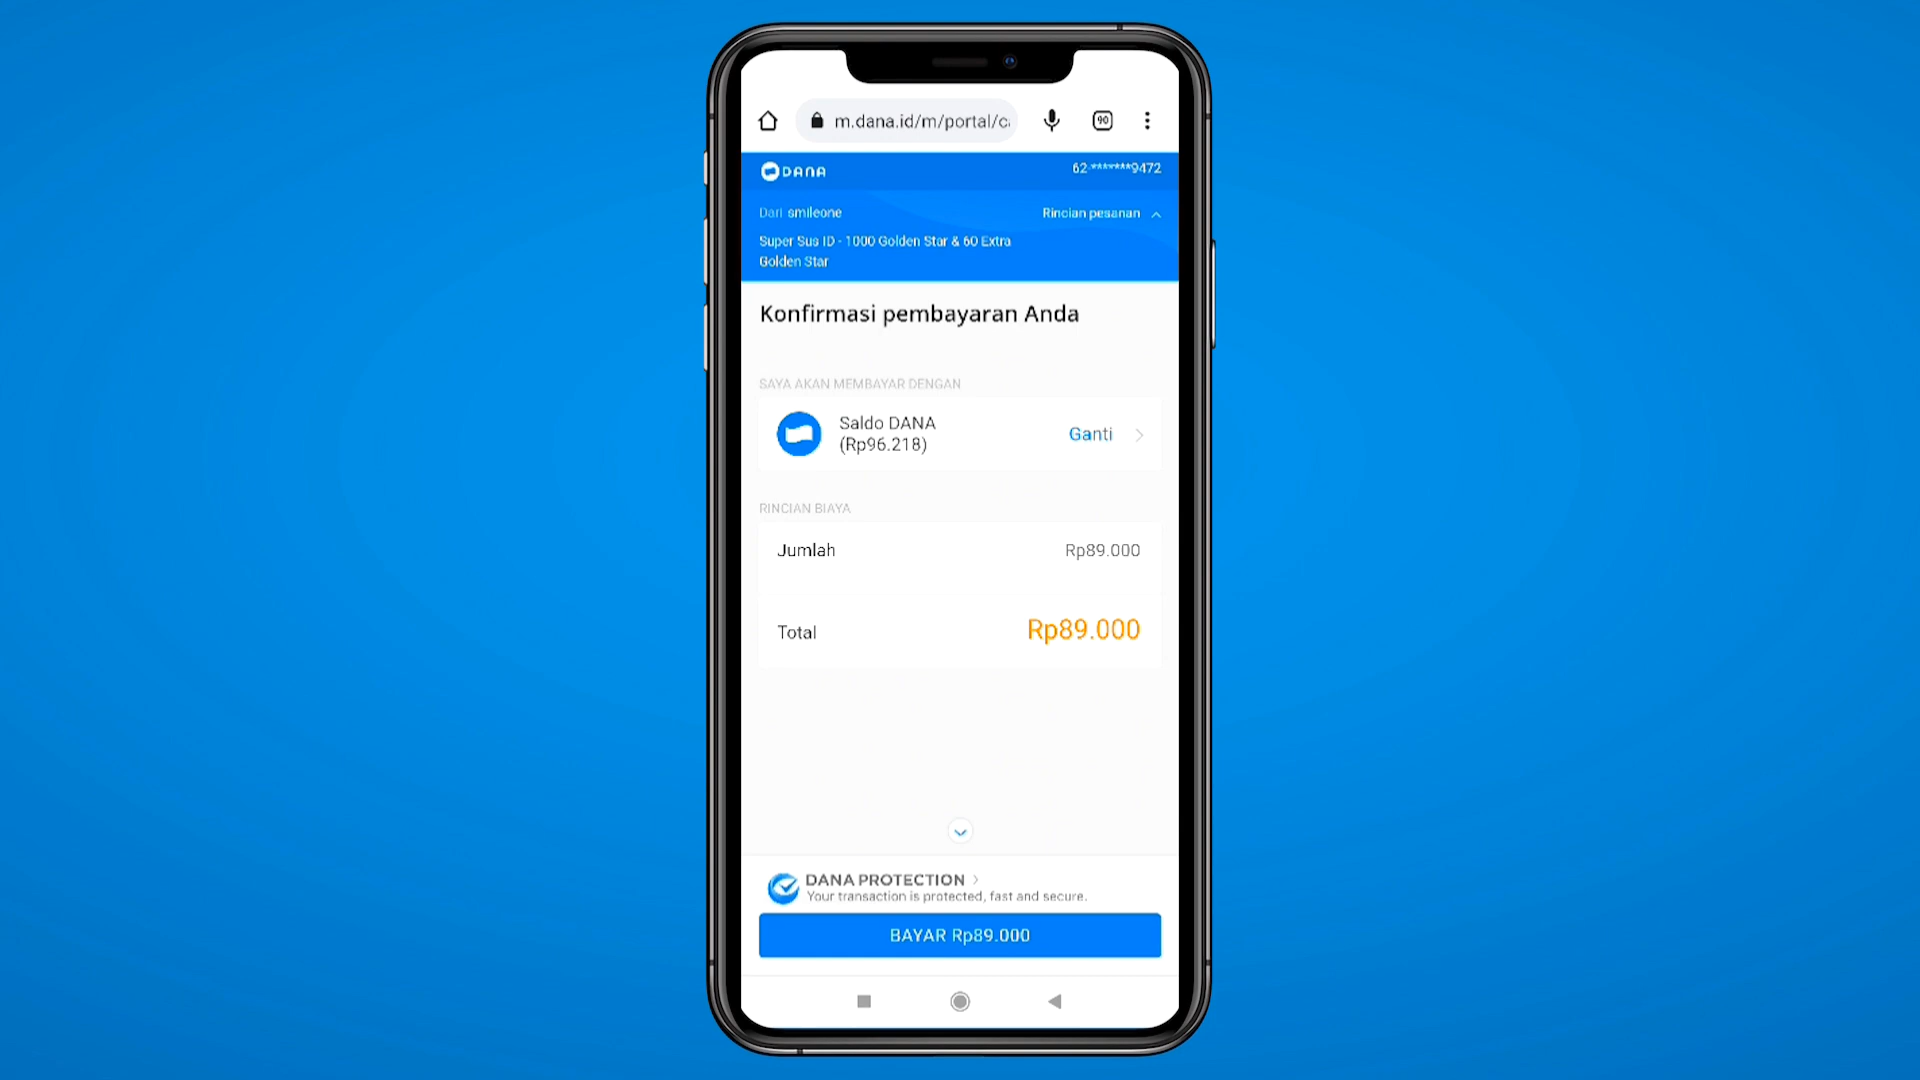 m.dana.id/m/portal/c
90
DANA
62-*******9472
Dari smileone
Rincian pesanan
Super Sus ID - 1000 Golden Star & 60 Extra
Golden Star
Konfirmasi pembayaran Anda
SAYA AKAN MEMBAYAR DENGAN
Saldo DANA
(Rp96.218)
Ganti
RINCIAN BIAYA
Jumlah
Rp89.000
Total
Rp89.000
DANA PROTECTION
Your transaction is protected, fast and secure.
BAYAR Rp89.000